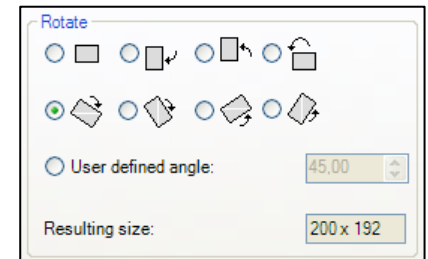 Rotate
User defined angle: 45,00
Resulting size: 200 x 192